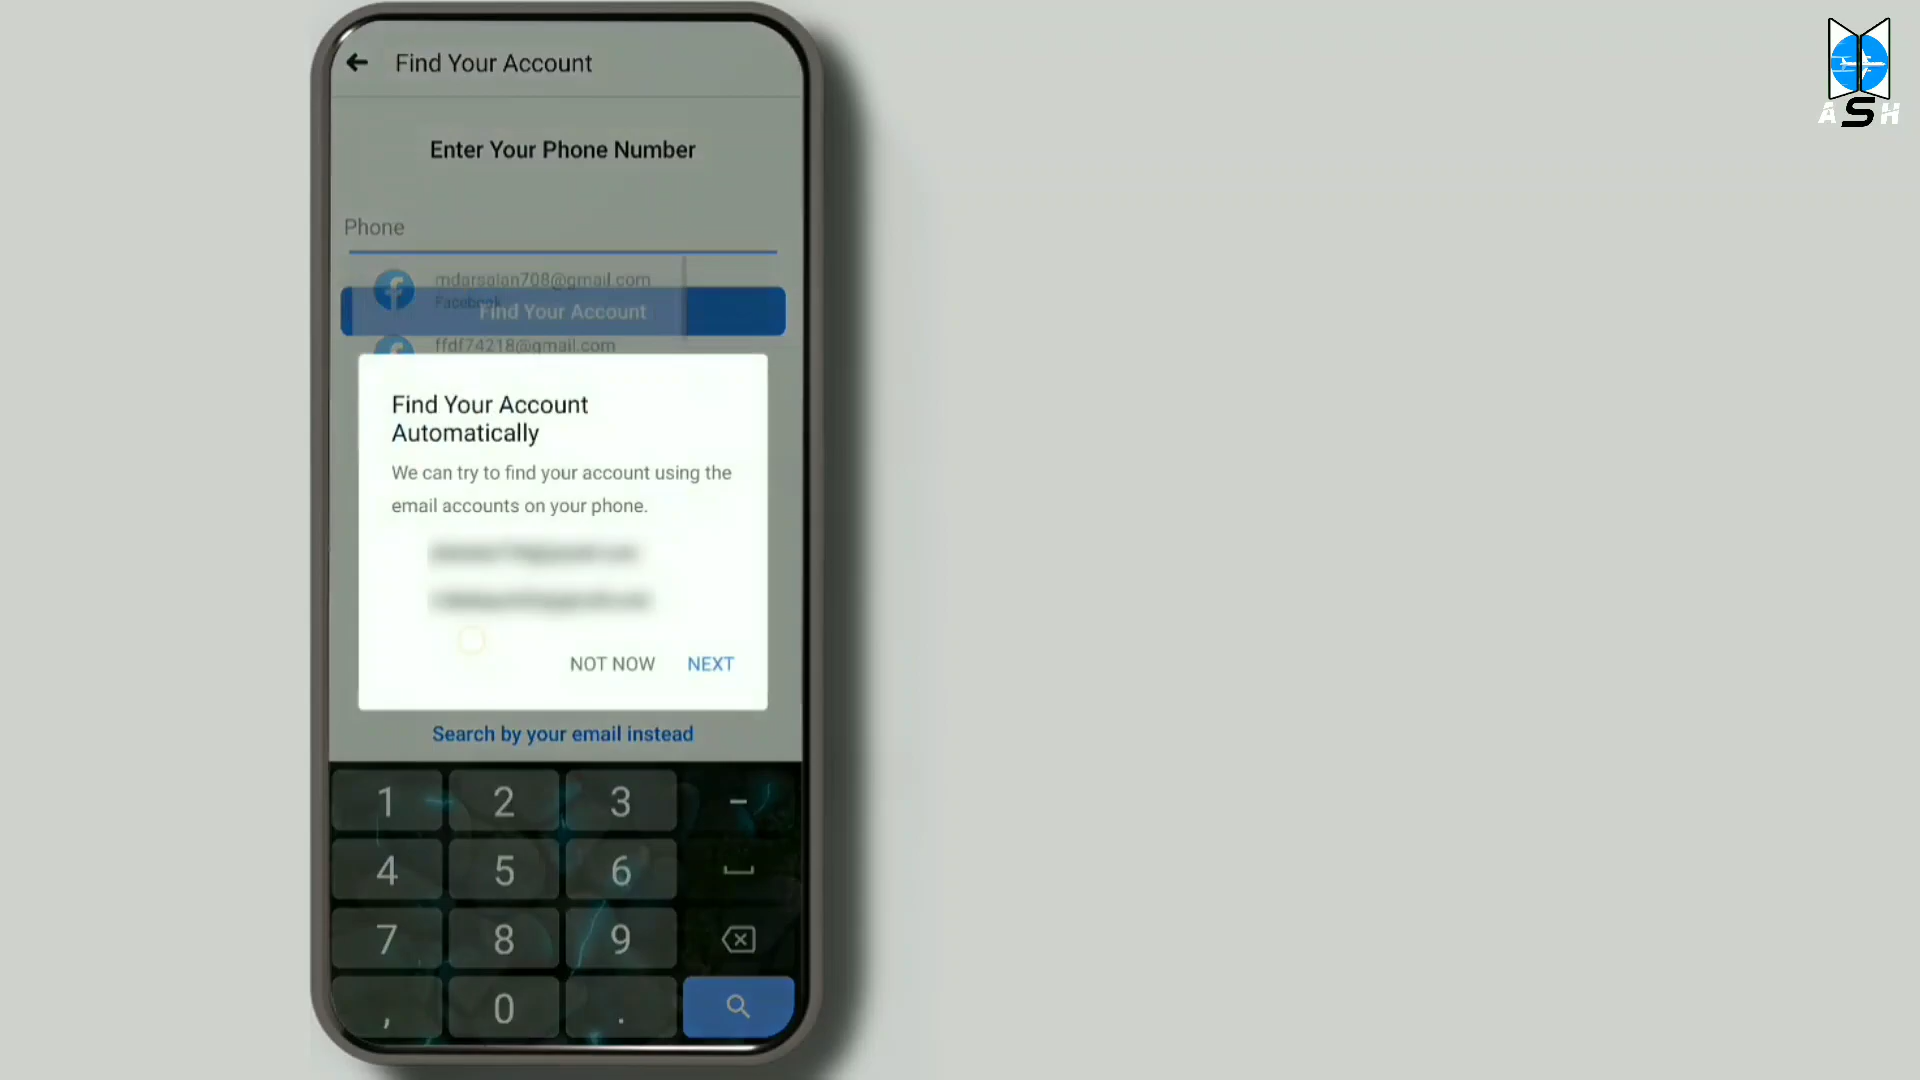 Find Your Account
Enter Your Phone Number
Phone
mdarsalan708@gmail.com
Facebook
Find Your Account
ffdf74218@gmail.com
Find Your Account
Automatically
We can try to find your account using the
email accounts on your phone.
NOT NOW NEXT
Search by your email instead
1 2 3 -
4 5 6
7 8 9
, 0 .
ASH